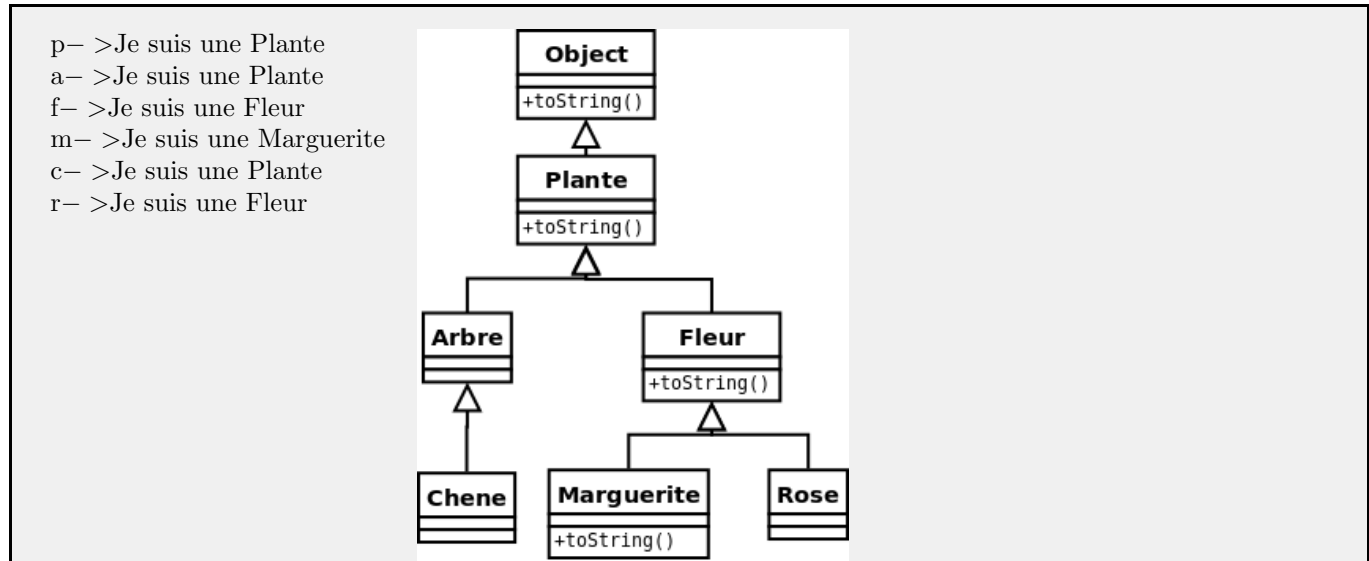 p− >Je suis une Plante
a− >Je suis une Plante
f− >Je suis une Fleur
m− >Je suis une Marguerite
c− >Je suis une Plante
r− >Je suis une Fleur
Object
+toString()
Plante
+toString()
Arbre
Fleur
+toString()
Chene
Marguerite
Rose
+toString()